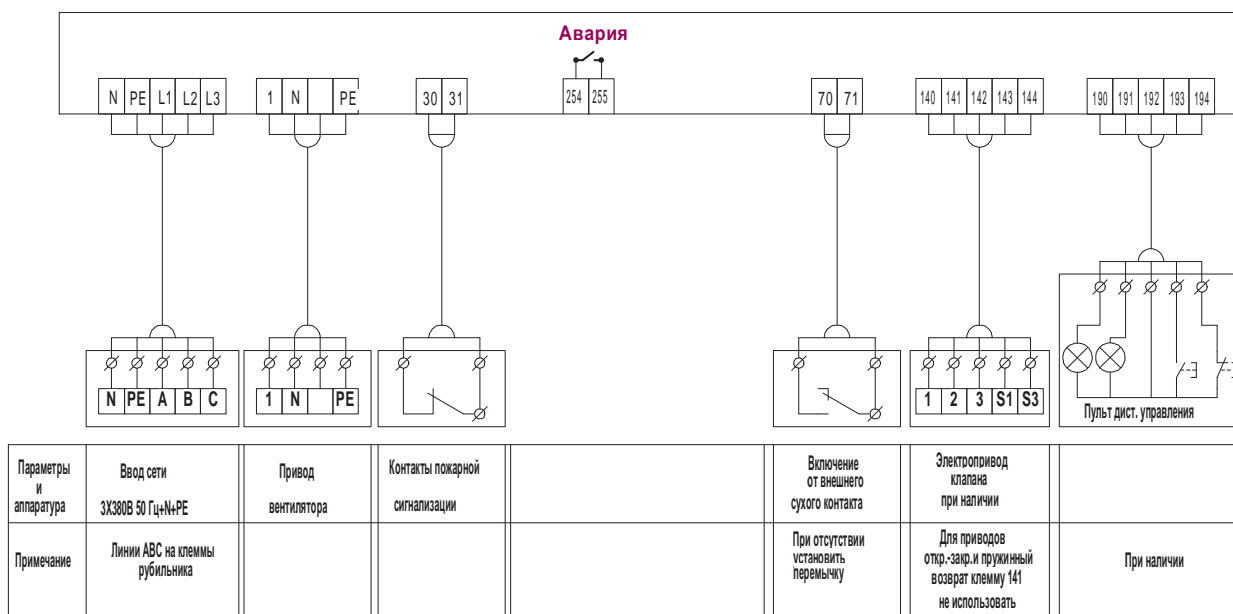 Авария
N PE L1 L2 L3
1 N PE
30 31
254 255
70 71
140 141 142 143 144
190 191 192 193 194
N PE A B C
1 N PE
1 2 3 S1 S3
Пульт дист. управления
Параметры
и
аппаратура
Ввод сети
3Х380В 50 Гц+N+PE
Привод
вентилятора
Контакты пожарной
сигнализации
Включение
от внешнего
сухого контакта
Электропривод
клапана
при наличии
Примечание
Линии АВС на клеммы
рубильника
При отсутствии
установить
перемычку
Для приводов
откр.-закр.и пружинный
возврат клемму 141
не использовать
При наличии